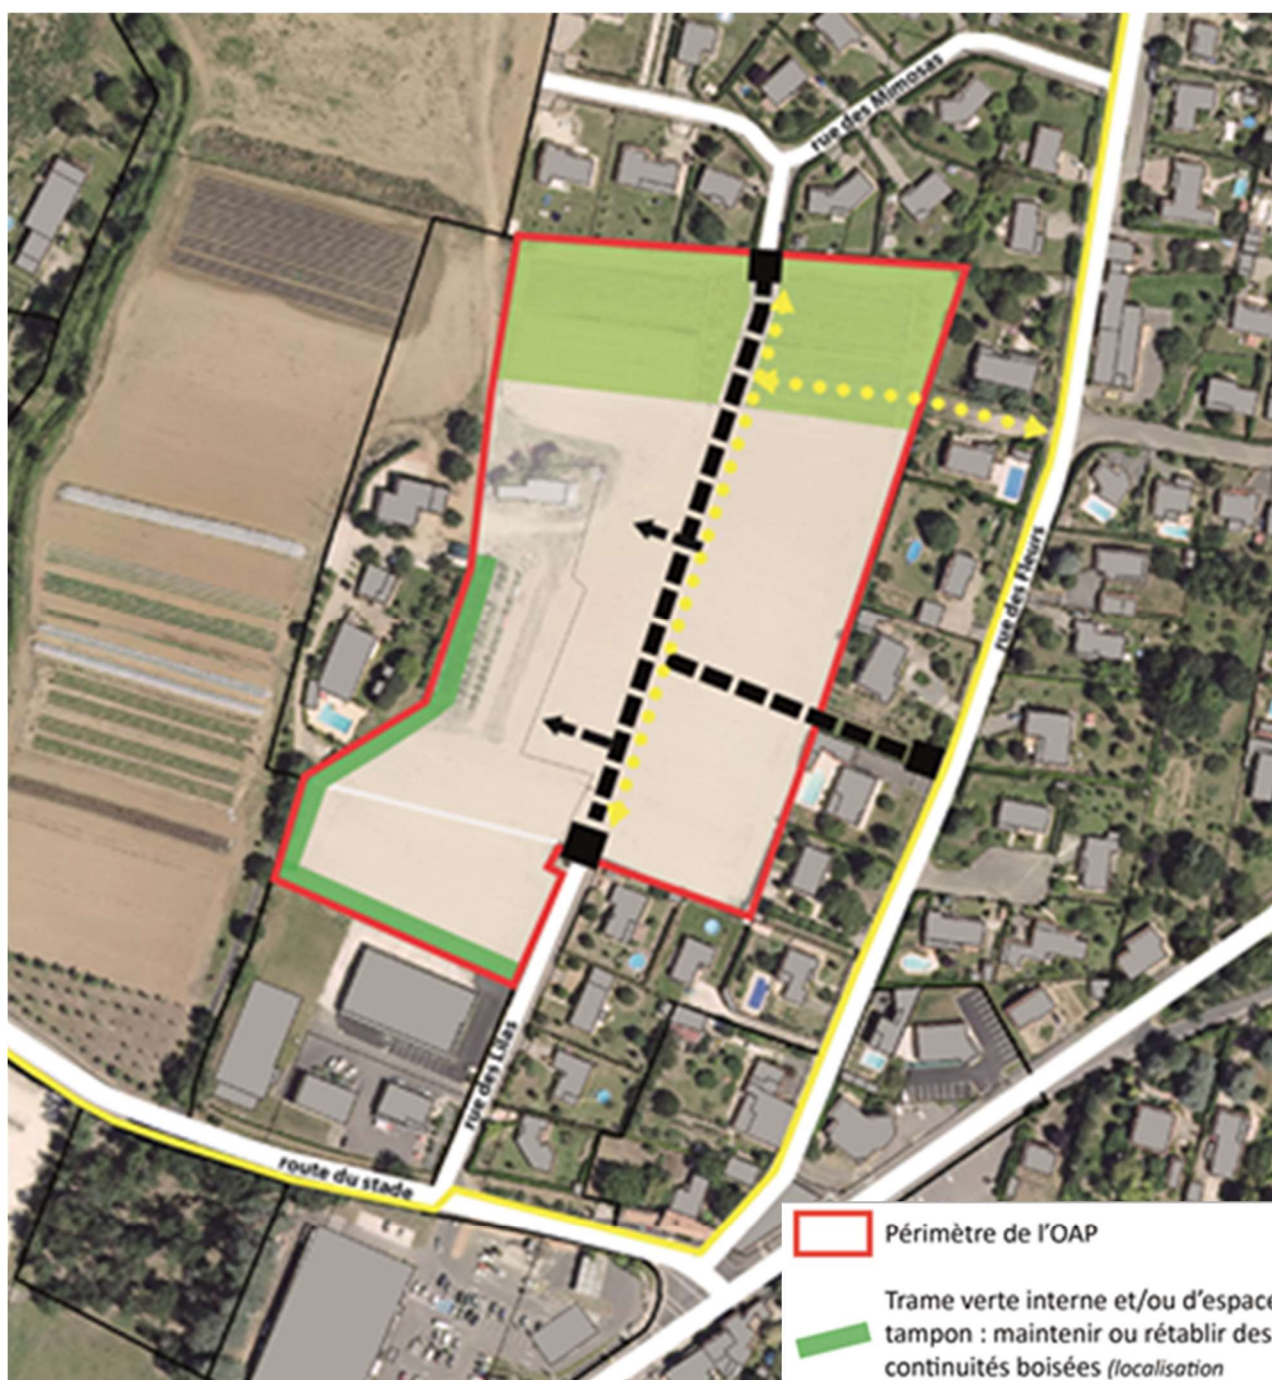 rue des Mimosas
rue des Fleurs
rue des Lilas
route du stade
Périmètre de l'OAP
Trame verte interne et/ou d'espace
tampon : maintenir ou rétablir des
continuités boisées (localisation